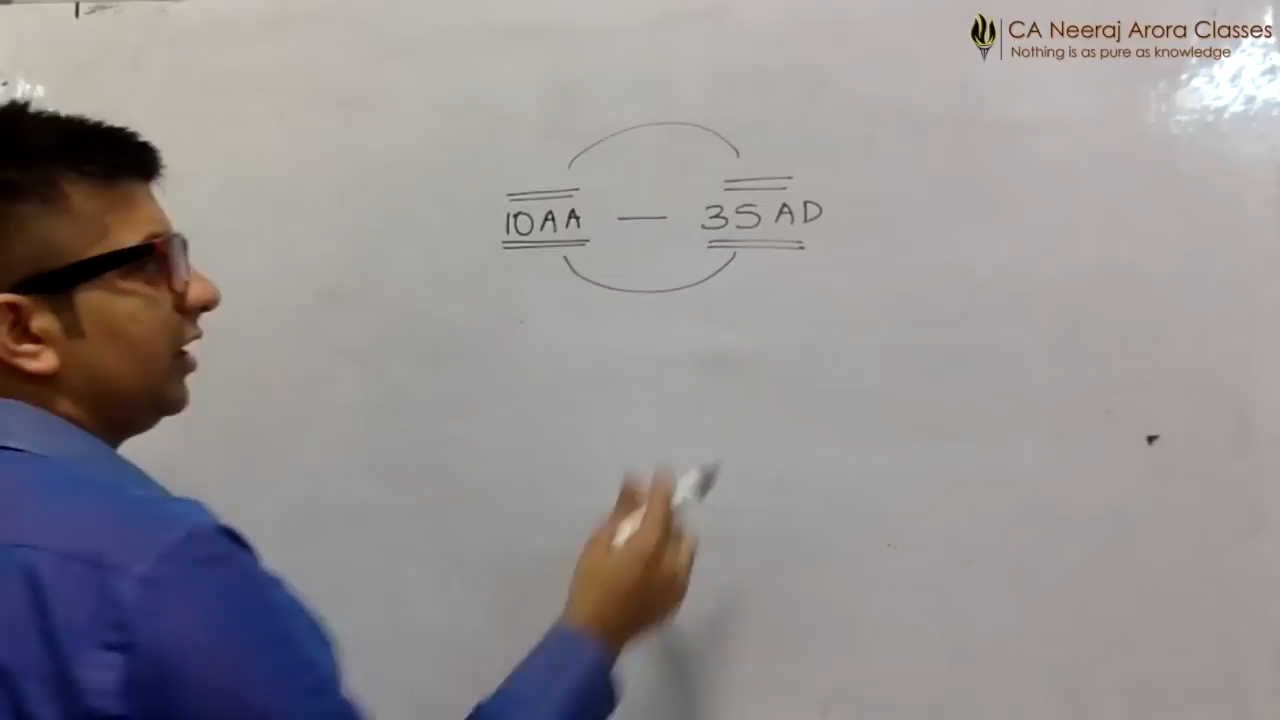 CA Neeraj Arora Classes
Nothing is as pure as knowledge
10AA — 35AD